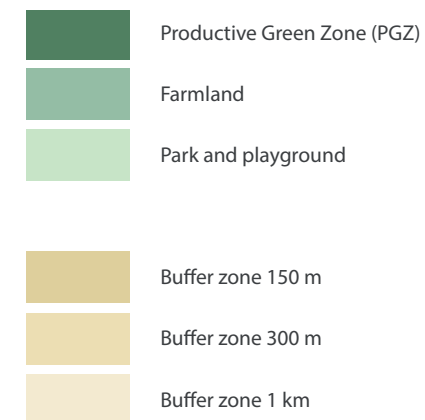 Productive Green Zone (PGZ)
Farmland
Park and playground
Buffer zone 150 m
Buffer zone 300 m
Buffer zone 1 km